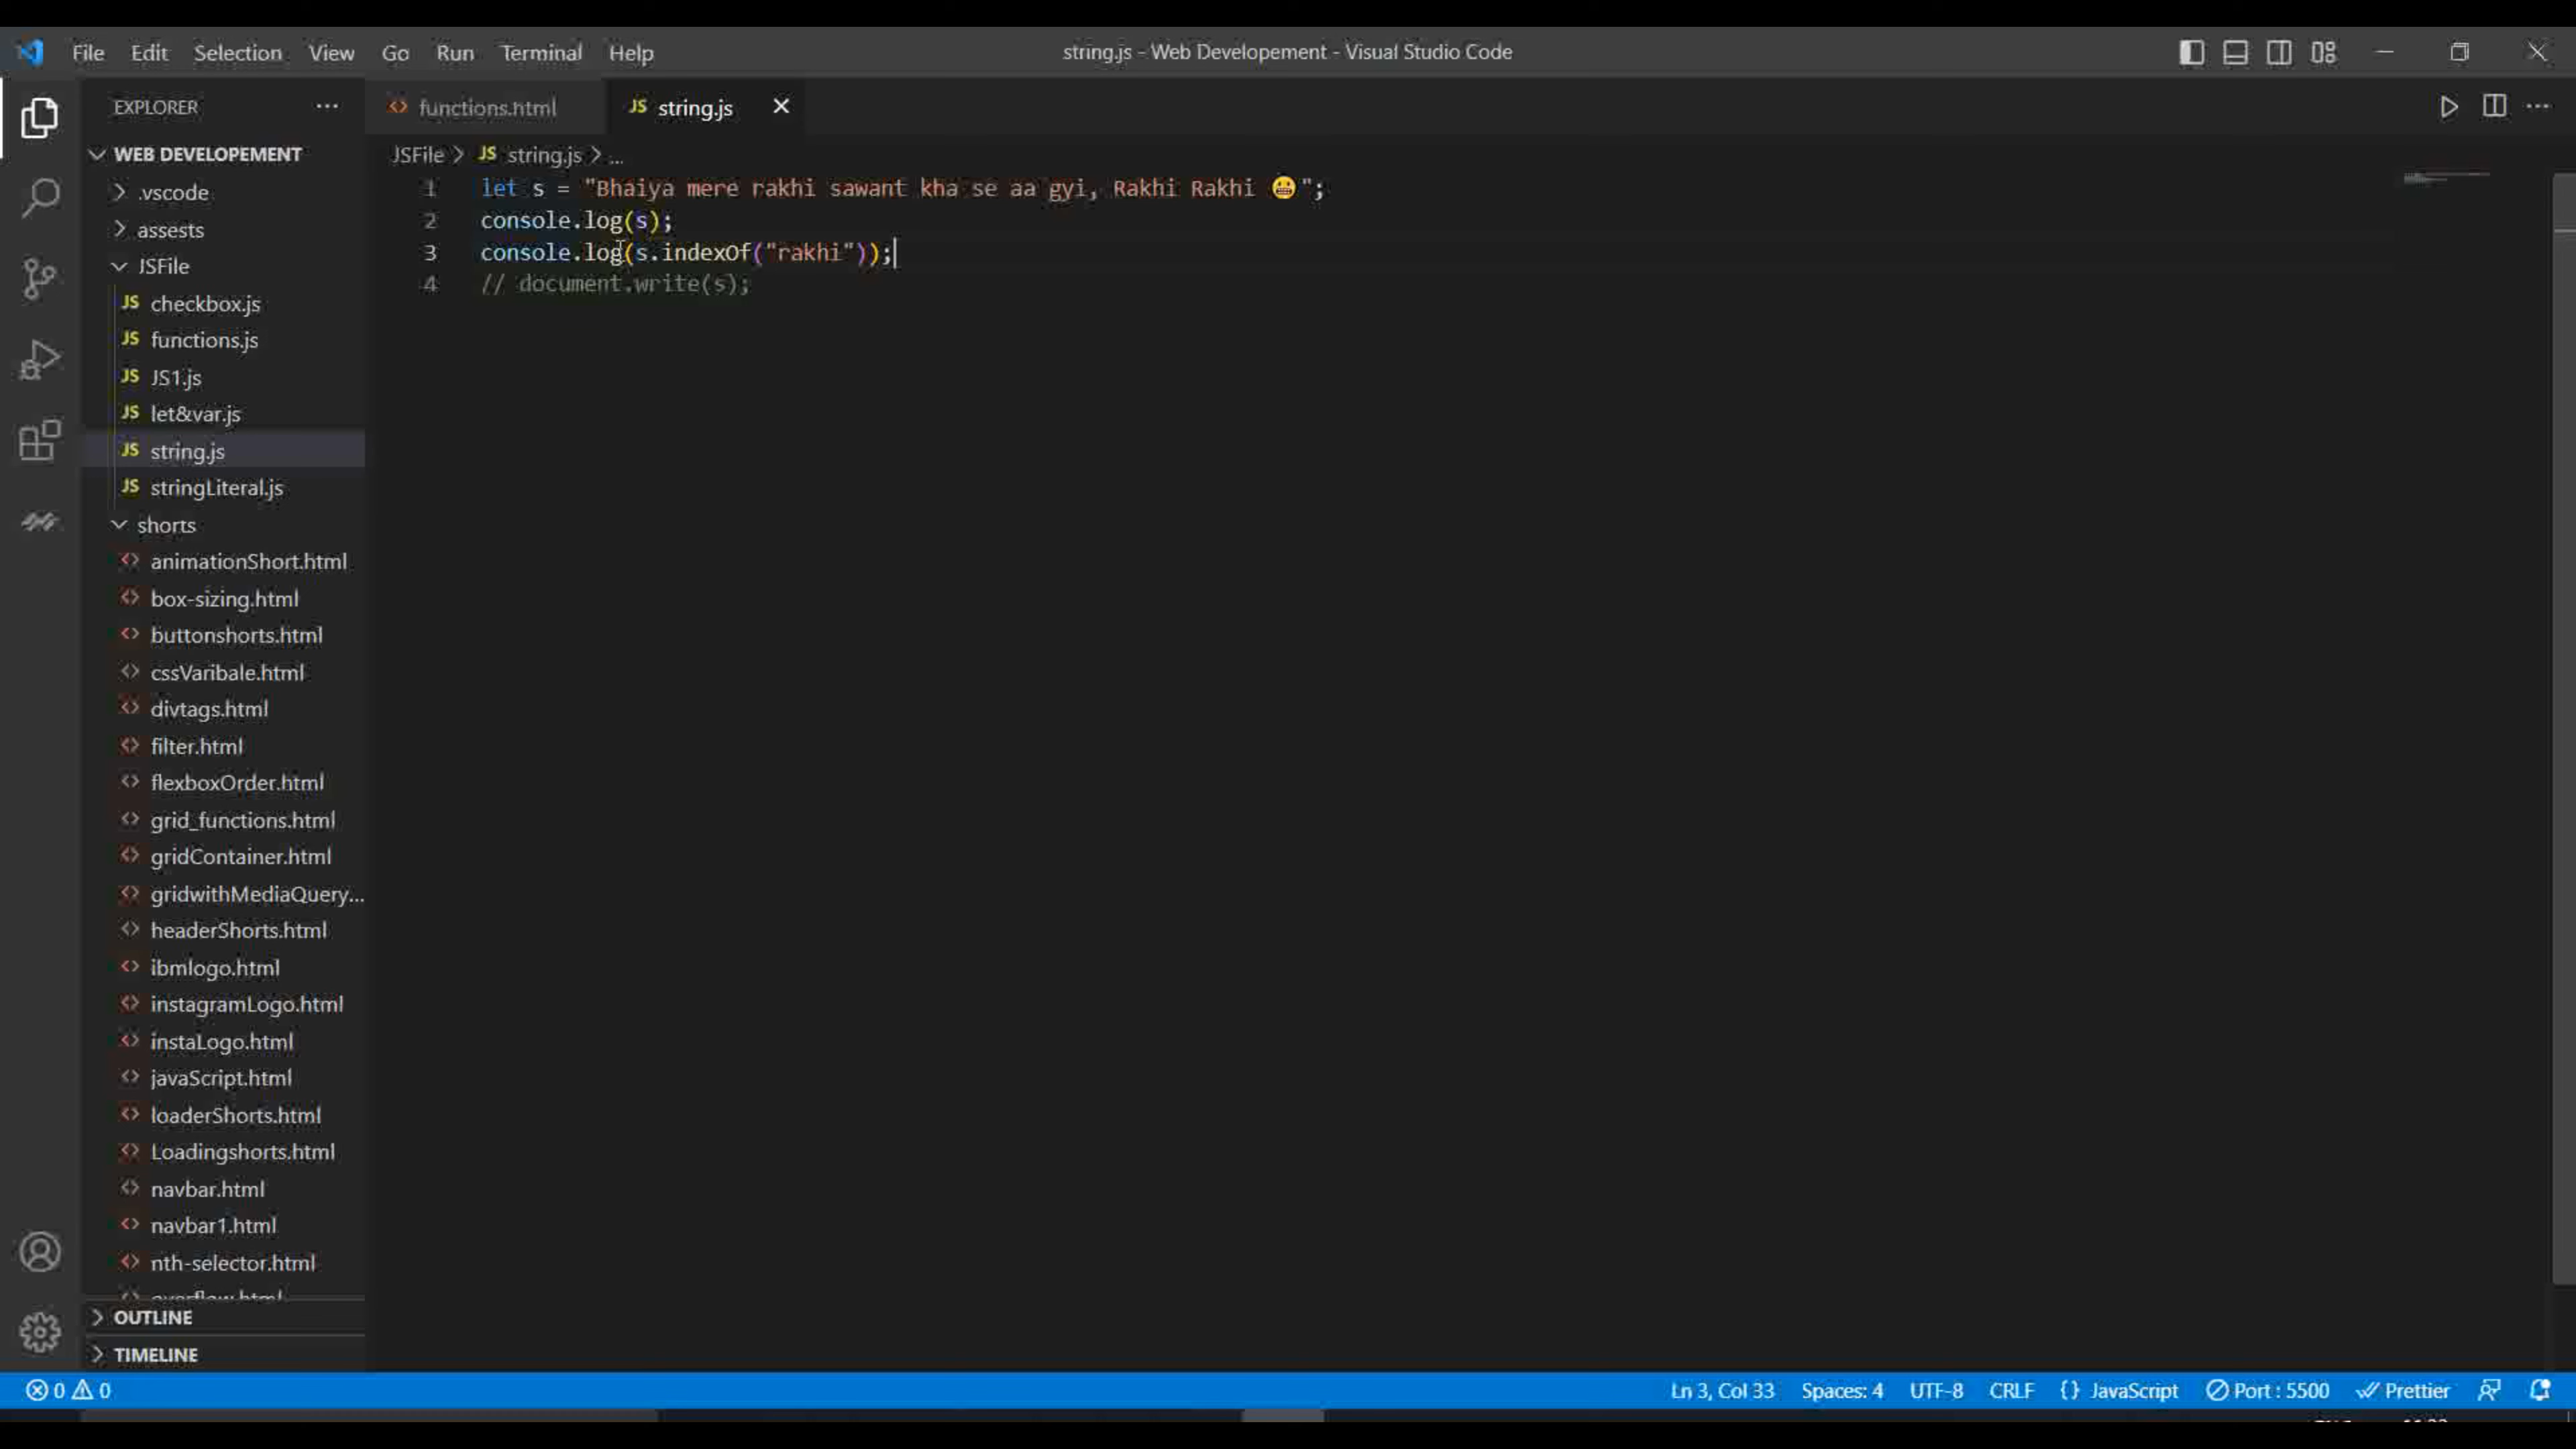 File Edit Selection View Go Run Terminal Help
string.js - Web Developement - Visual Studio Code
EXPLORER
WEB DEVELOPEMENT
.vscode
assests
JSFile
JS checkbox.js
JS functions.js
JS JS1.js
JS let&var.js
JS string.js
JS stringLiteral.js
shorts
animationShort.html
box-sizing.html
buttonshorts.html
cssVaribale.html
divtags.html
filter.html
flexboxOrder.html
grid_functions.html
gridContainer.html
gridwithMediaQuery...
headerShorts.html
ibmlogo.html
instagramLogo.html
instaLogo.html
javaScript.html
loaderShorts.html
Loadingshorts.html
navbar.html
navbar1.html
nth-selector.html
OUTLINE
TIMELINE
functions.html
JS string.js
JSFile > JS string.js > ...
1 let s = "Bhaiya mere rakhi sawant kha se aa gyi, Rakhi Rakhi 😀";
2 console.log(s);
3 console.log(s.indexOf("rakhi"));
4 // document.write(s);
0 0
Ln 3, Col 33 Spaces: 4 UTF-8 CRLF {} JavaScript Port : 5500 Prettier